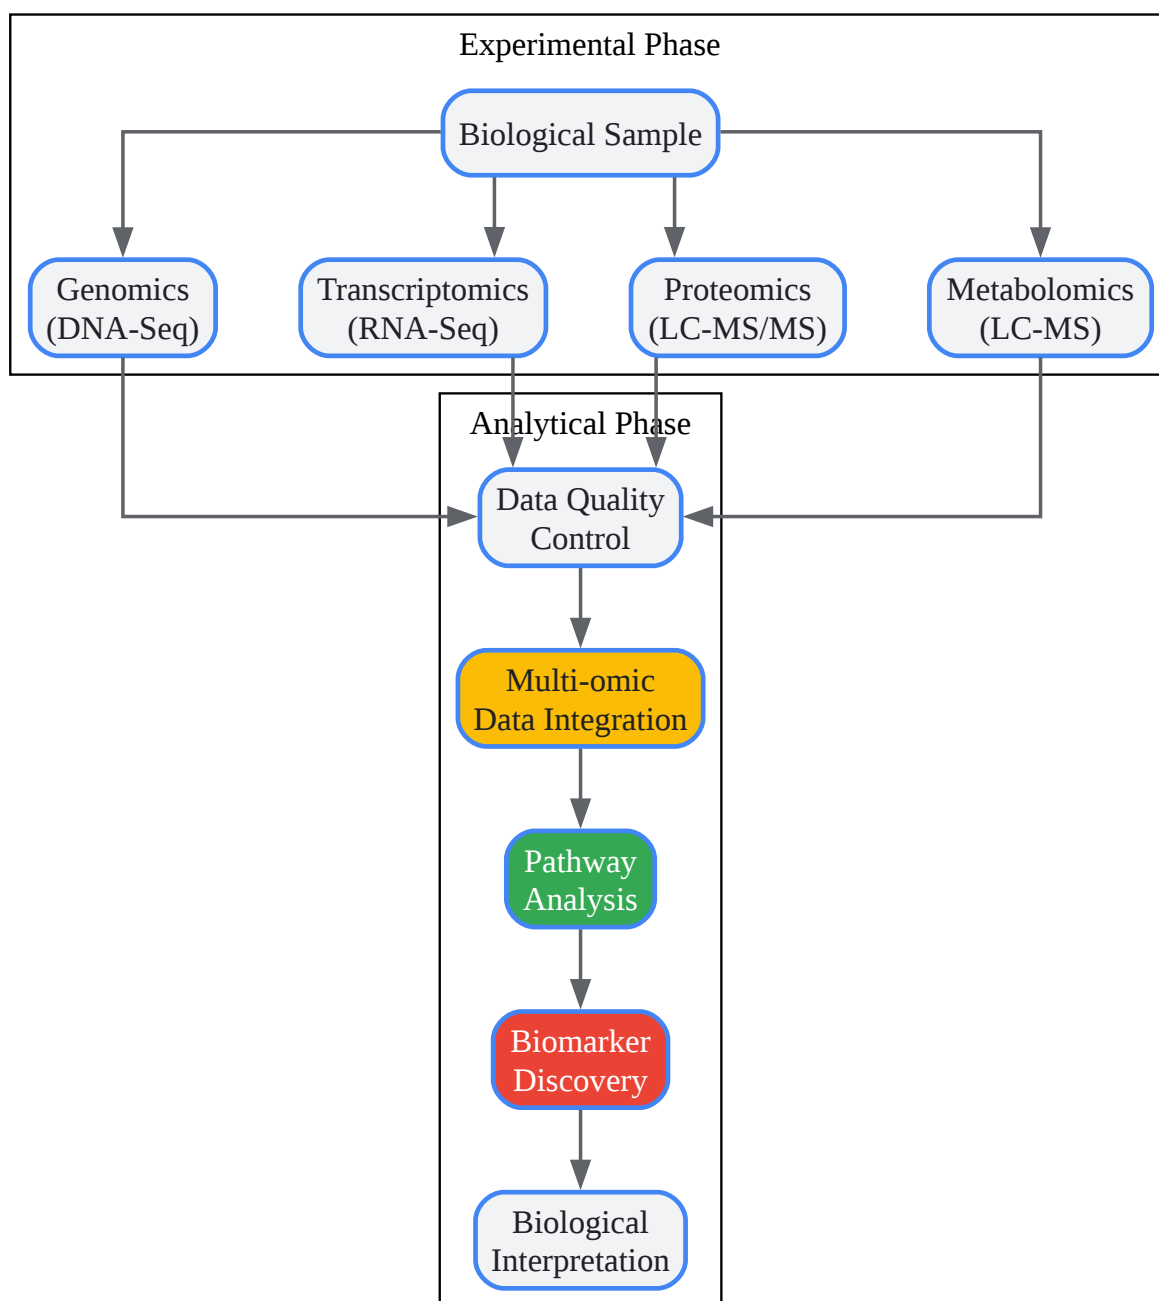 Experimental Phase
Biological Sample
Genomics
(DNA-Seq)
Transcriptomics
(RNA-Seq)
Proteomics
(LC-MS/MS)
Metabolomics
(LC-MS)
Analytical Phase
Data Quality
Control
Multi-omic
Data Integration
Pathway
Analysis
Biomarker
Discovery
Biological
Interpretation